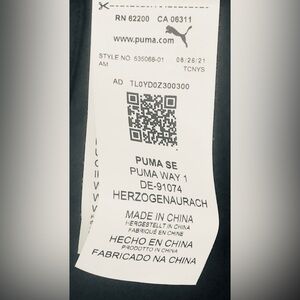 RN 62200 CA 06311
www.puma.com
STYLE NO. 535068-01 08/26/21
AM TCNYS
AD TL0YD0Z300300
PUMA SE
PUMA WAY 1
DE-91074
HERZOGENAURACH
MADE IN CHINA
HERGESTELLT IN CHINA
FABRIQUÉ EN CHINE
HECHO EN CHINA
PRODOTTO IN CHINA
FABRICADO NA CHINA